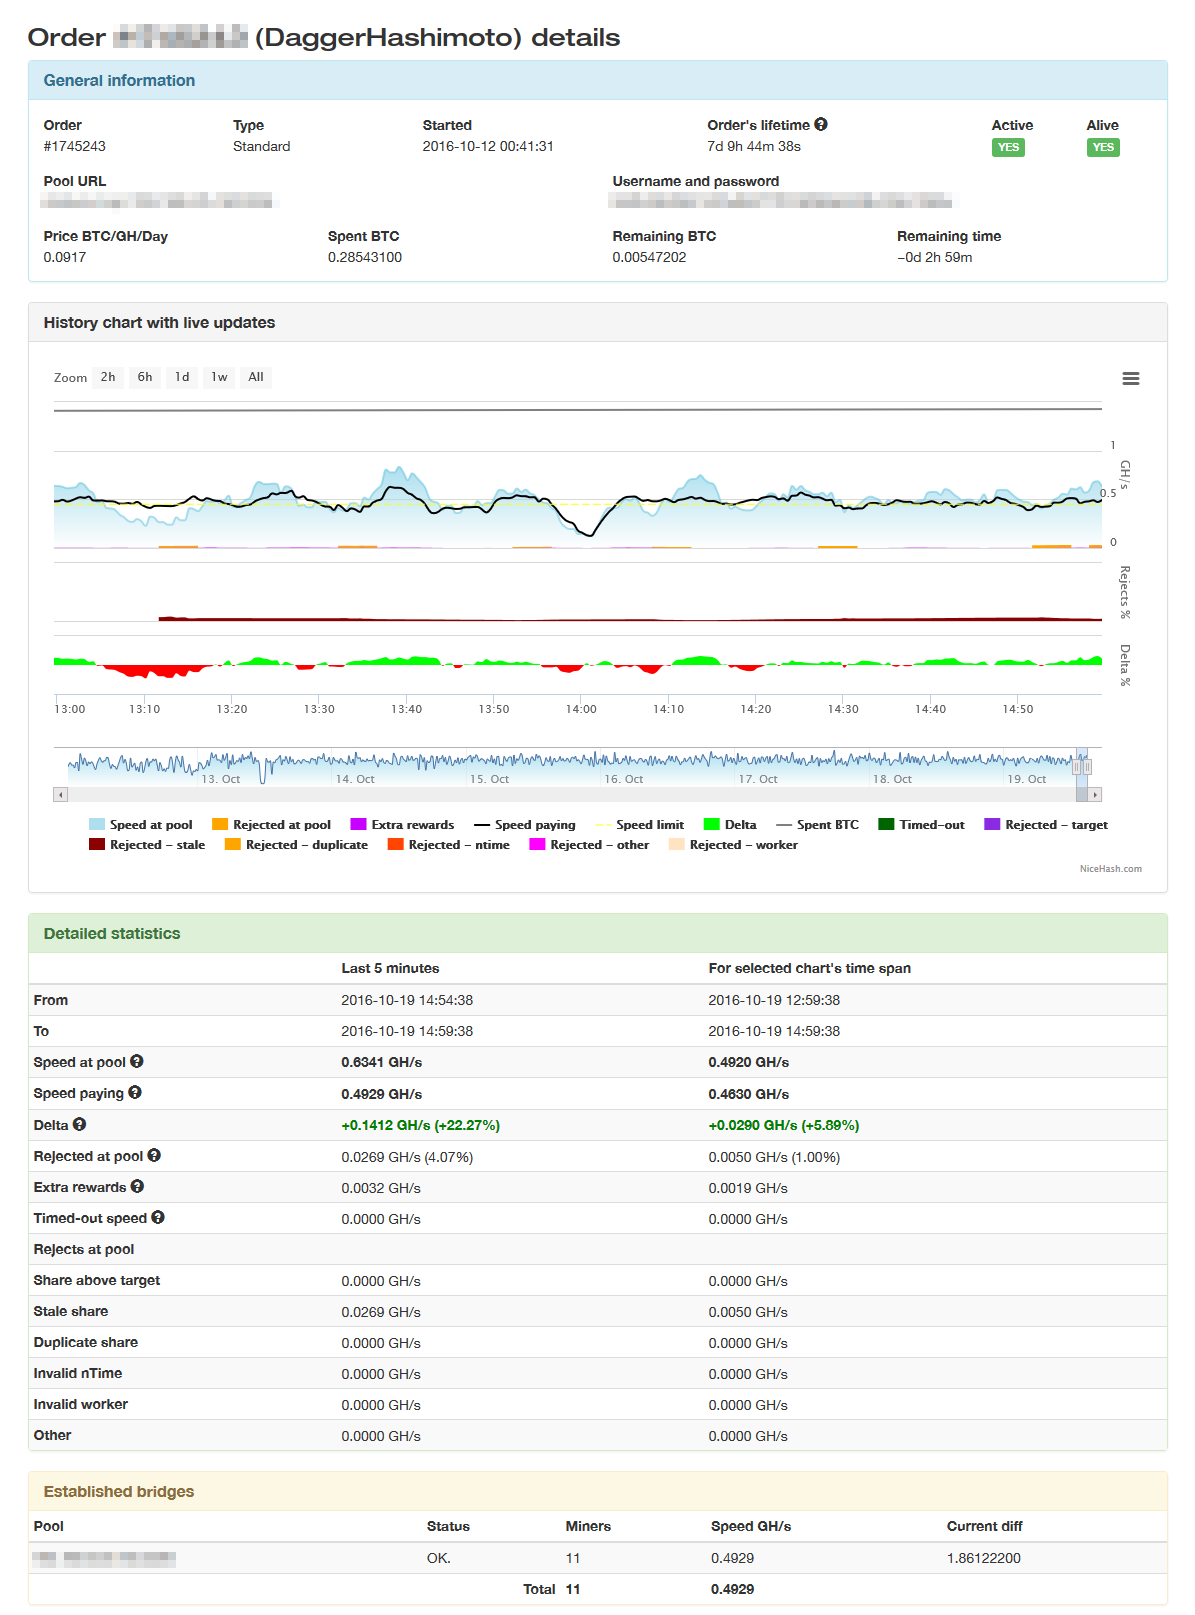 Order (DaggerHashimoto) details
General information
Order Type Started Order's lifetime Active Alive
#1745243 Standard 2016-10-12 00:41:31 7d 9h 44m 38s YES YES
Pool URL Username and password
Price BTC/GH/Day Spent BTC Remaining BTC Remaining time
0.0917 0.28543100 0.00547202 ~0d 2h 59m
History chart with live updates
Zoom 2h 6h 1d 1w All
1
GH/s
0.5
0
Rejects %
Delta %
13:00 13:10 13:20 13:30 13:40 13:50 14:00 14:10 14:20 14:30 14:40 14:50
13. Oct 14. Oct 15. Oct 16. Oct 17. Oct 18. Oct 19. Oct
Speed at pool Rejected at pool Extra rewards Speed paying Speed limit Delta Spent BTC Timed-out Rejected - target
Rejected - stale Rejected - duplicate Rejected - ntime Rejected - other Rejected - worker
NiceHash.com
Detailed statistics
Last 5 minutes For selected chart's time span
From 2016-10-19 14:54:38 2016-10-19 12:59:38
To 2016-10-19 14:59:38 2016-10-19 14:59:38
Speed at pool 0.6341 GH/s 0.4920 GH/s
Speed paying 0.4929 GH/s 0.4630 GH/s
Delta +0.1412 GH/s (+22.27%) +0.0290 GH/s (+5.89%)
Rejected at pool 0.0269 GH/s (4.07%) 0.0050 GH/s (1.00%)
Extra rewards 0.0032 GH/s 0.0019 GH/s
Timed-out speed 0.0000 GH/s 0.0000 GH/s
Rejects at pool
Share above target 0.0000 GH/s 0.0000 GH/s
Stale share 0.0269 GH/s 0.0050 GH/s
Duplicate share 0.0000 GH/s 0.0000 GH/s
Invalid nTime 0.0000 GH/s 0.0000 GH/s
Invalid worker 0.0000 GH/s 0.0000 GH/s
Other 0.0000 GH/s 0.0000 GH/s
Established bridges
Pool Status Miners Speed GH/s Current diff
OK. 11 0.4929 1.86122200
Total 11 0.4929